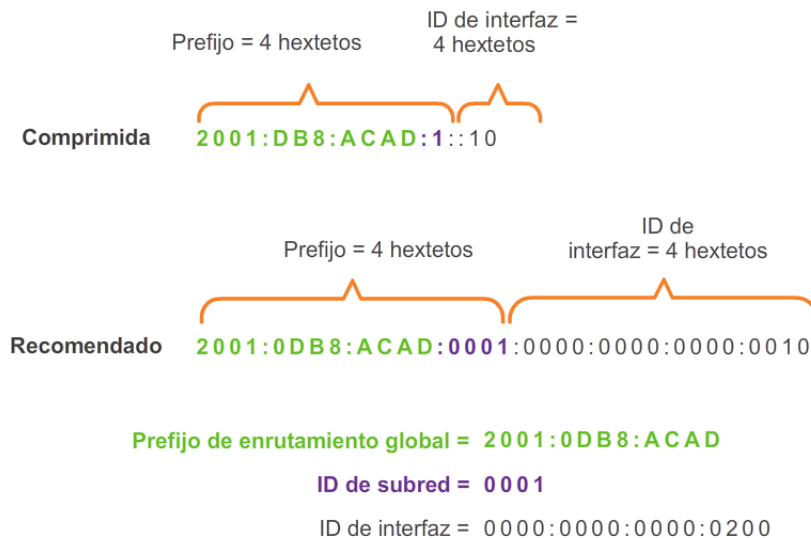 Prefijo = 4 hextetos
ID de interfaz =
4 hextetos
Comprimida 2001:DB8:ACAD:1::10
Prefijo = 4 hextetos
ID de
interfaz = 4 hextetos
Recomendado 2001:0DB8:ACAD:0001:0000:0000:0000:0010
Prefijo de enrutamiento global = 2001:0DB8:ACAD
ID de subred = 0001
ID de interfaz = 0000:0000:0000:0200